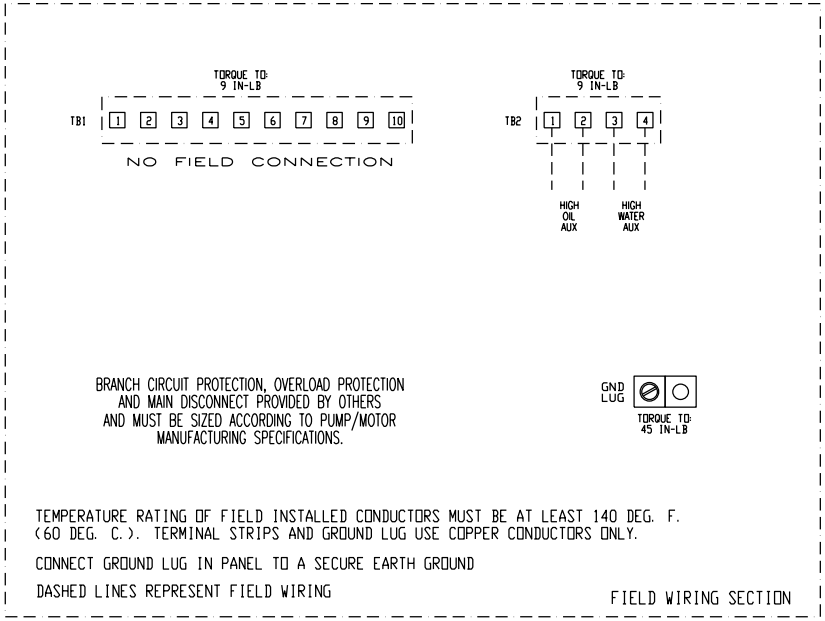 TORQUE TO:
9 IN-LB
TB1 1 2 3 4 5 6 7 8 9 10
NO FIELD CONNECTION
TORQUE TO:
9 IN-LB
TB2 1 2 3 4
HIGH
OIL
AUX
HIGH
WATER
AUX
BRANCH CIRCUIT PROTECTION, OVERLOAD PROTECTION
AND MAIN DISCONNECT PROVIDED BY OTHERS
AND MUST BE SIZED ACCORDING TO PUMP/MOTOR
MANUFACTURING SPECIFICATIONS.
GND
LUG
TORQUE TO:
45 IN-LB
TEMPERATURE RATING OF FIELD INSTALLED CONDUCTORS MUST BE AT LEAST 140 DEG. F.
(60 DEG. C.). TERMINAL STRIPS AND GROUND LUG USE COPPER CONDUCTORS ONLY.
CONNECT GROUND LUG IN PANEL TO A SECURE EARTH GROUND
DASHED LINES REPRESENT FIELD WIRING
FIELD WIRING SECTION